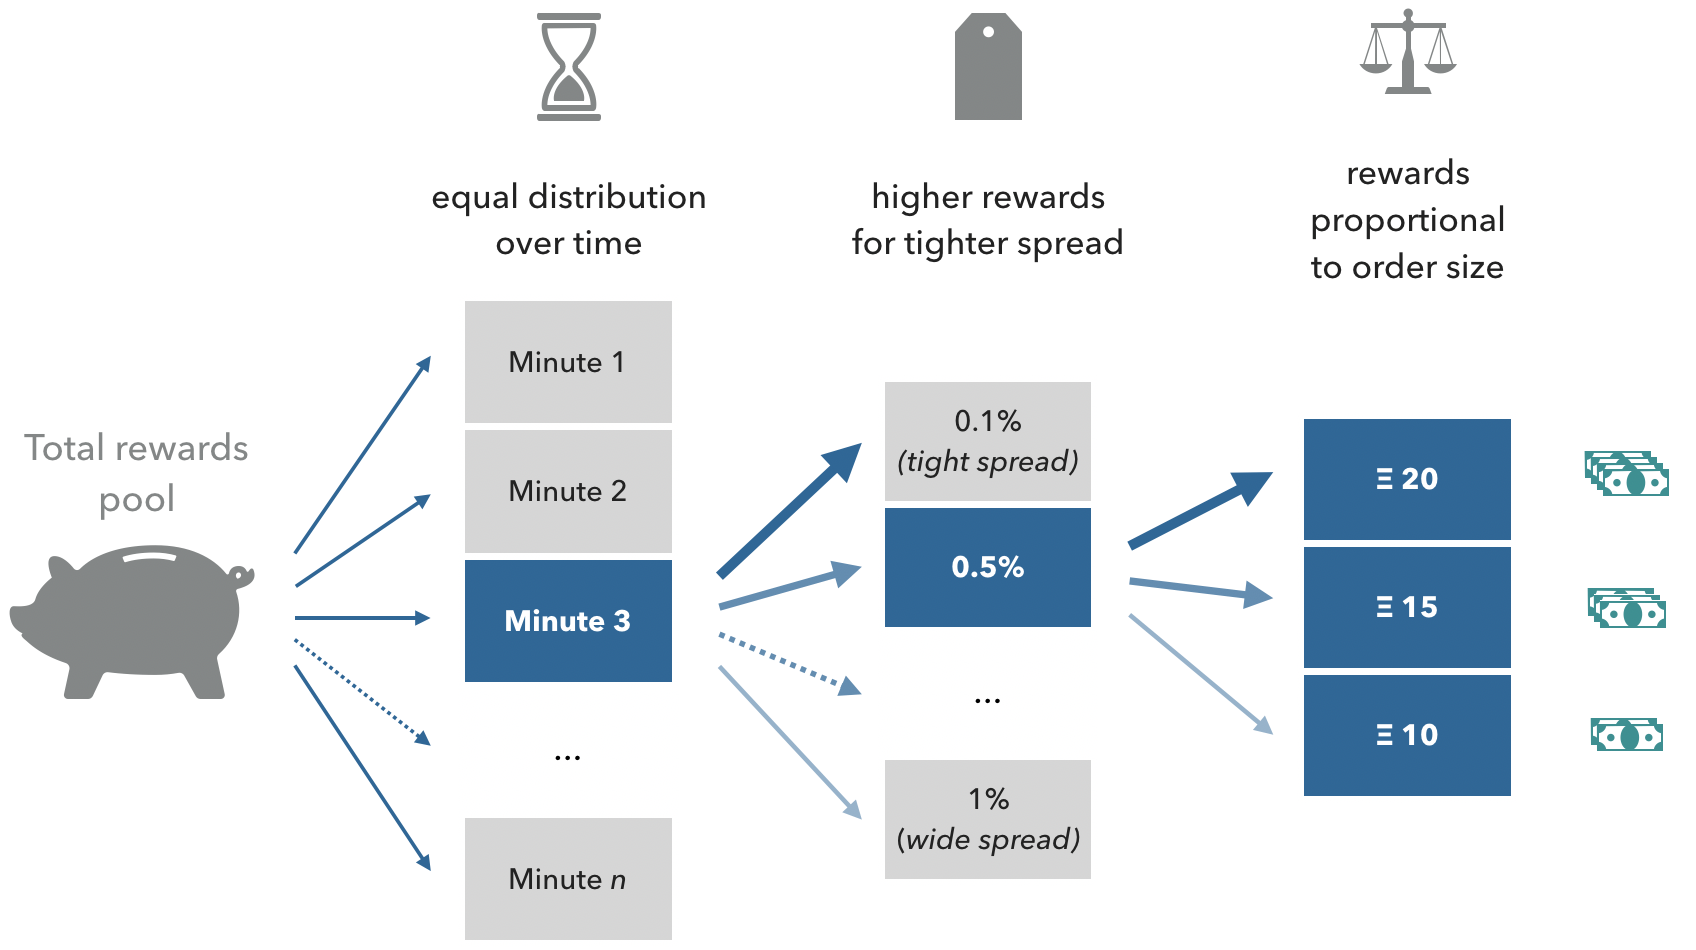 equal distribution
over time
higher rewards
for tighter spread
rewards
proportional
to order size
Total rewards
pool
Minute 1
Minute 2
Minute 3
...
Minute n
0.1%
(tight spread)
0.5%
...
1%
(wide spread)
Ξ 20
Ξ 15
Ξ 10